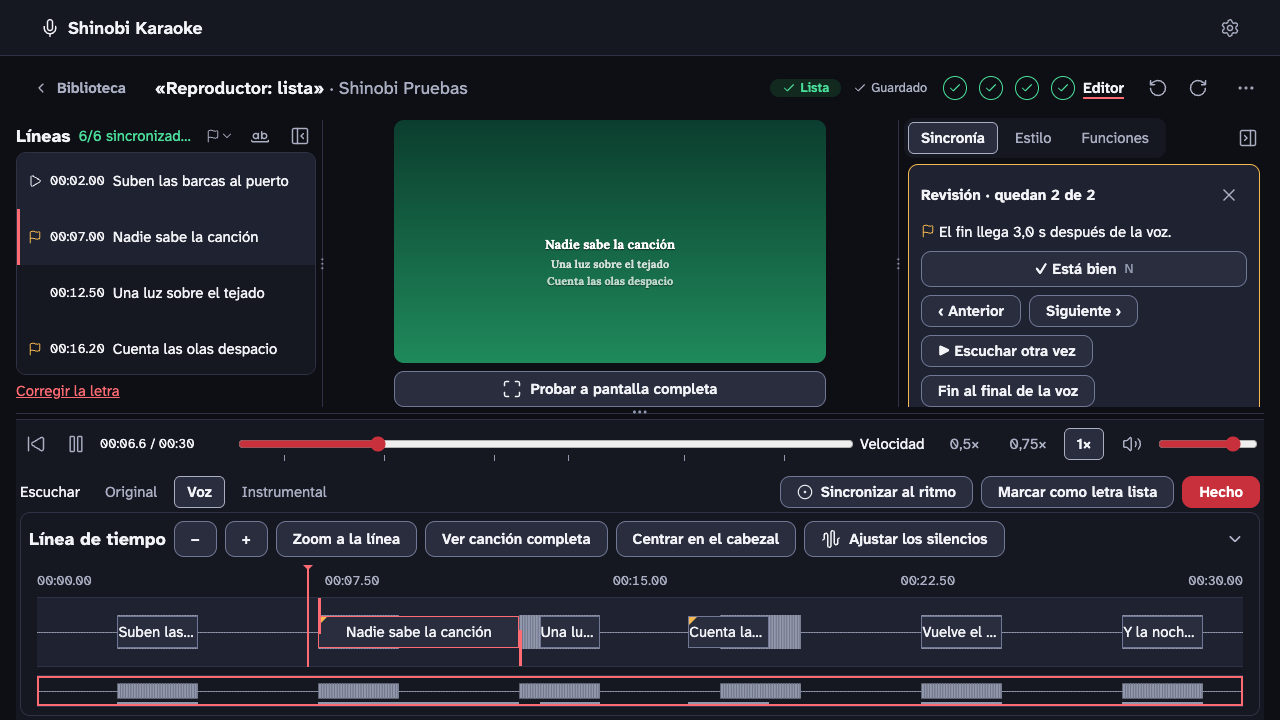 Shinobi Karaoke
Biblioteca
«Reproductor: lista» · Shinobi Pruebas
Lista
Guardado
Editor
Líneas
6/6 sincronizad...
ab
00:02.00 Suben las barcas al puerto
00:07.00 Nadie sabe la canción
00:12.50 Una luz sobre el tejado
00:16.20 Cuenta las olas despacio
Corregir la letra
Nadie sabe la canción
Una luz sobre el tejado
Cuenta las olas despacio
Probar a pantalla completa
Sincronía Estilo Funciones
Revisión · quedan 2 de 2
El fin llega 3,0 s después de la voz.
Está bien N
‹ Anterior
Siguiente ›
Escuchar otra vez
Fin al final de la voz
00:06.6 / 00:30
Velocidad 0,5× 0,75× 1×
Escuchar Original Voz Instrumental
Sincronizar al ritmo
Marcar como letra lista
Hecho
Línea de tiempo
− +
Zoom a la línea
Ver canción completa
Centrar en el cabezal
Ajustar los silencios
00:00.00 00:07.50 00:15.00 00:22.50 00:30.00
Suben las... Nadie sabe la canción Una lu... Cuenta la... Vuelve el ... Y la noch...